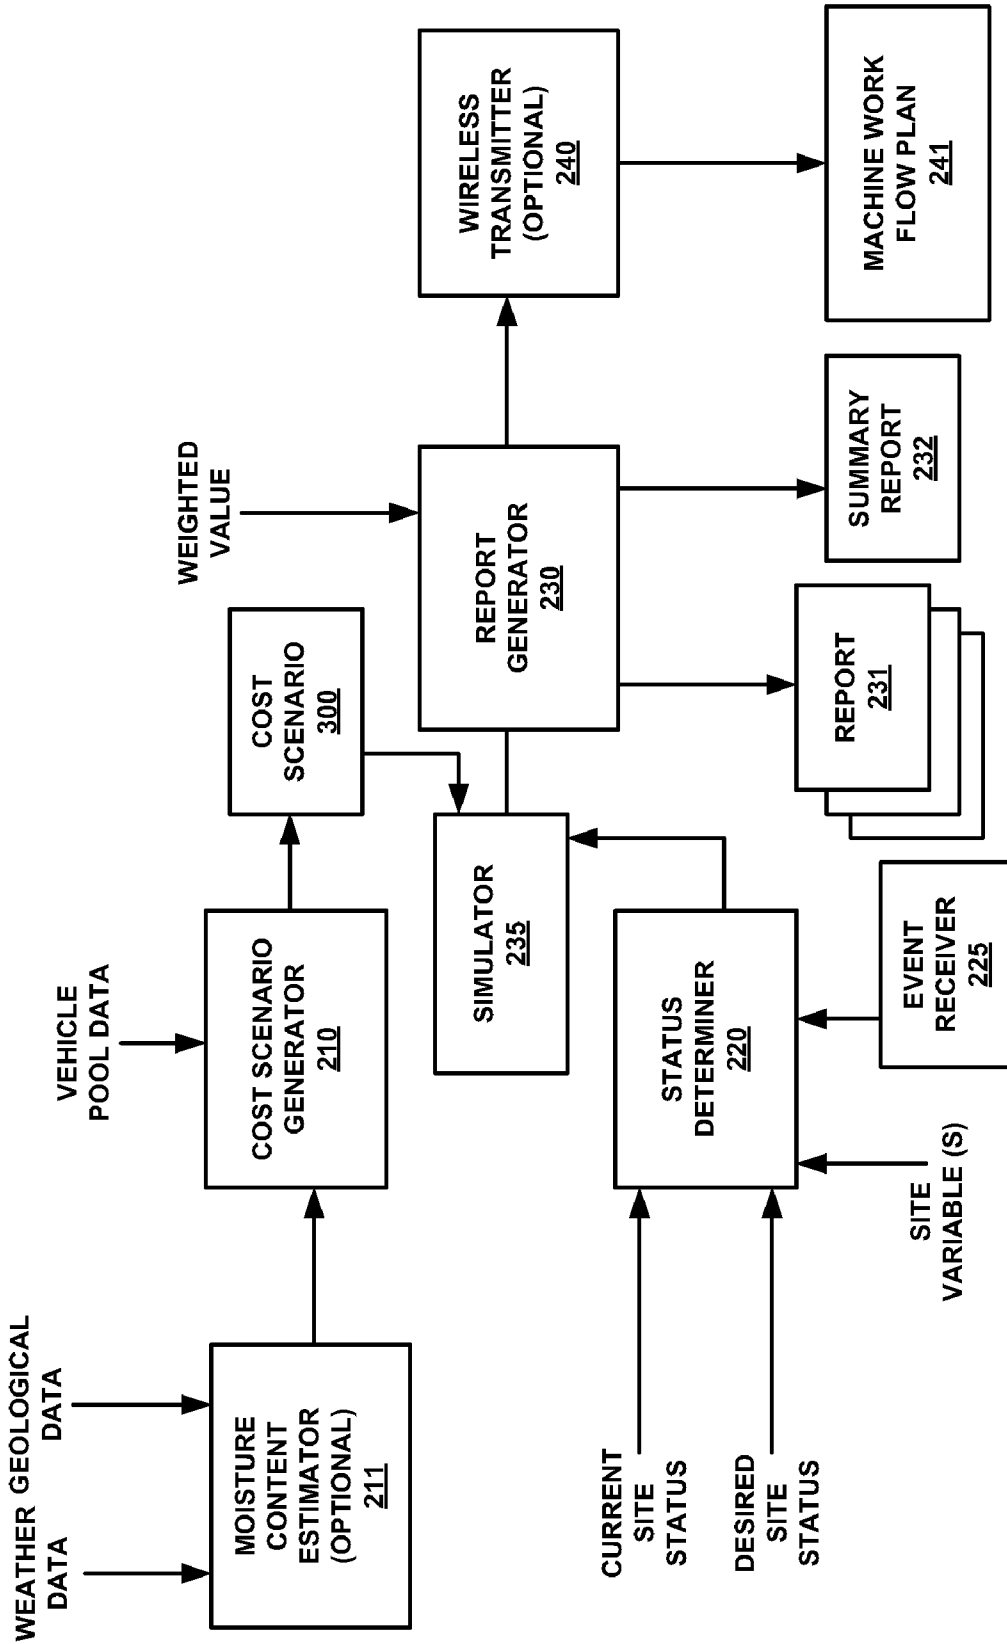 WEATHER
DATA
GEOLOGICAL
DATA
MOISTURE
CONTENT
ESTIMATOR
(OPTIONAL)
211
VEHICLE
POOL DATA
COST SCENARIO
GENERATOR
210
COST
SCENARIO
300
WEIGHTED
VALUE
CURRENT
SITE
STATUS
DESIRED
SITE
STATUS
SITE
VARIABLE (S)
STATUS
DETERMINER
220
EVENT
RECEIVER
225
SIMULATOR
235
REPORT
GENERATOR
230
REPORT
231
SUMMARY
REPORT
232
WIRELESS
TRANSMITTER
(OPTIONAL)
240
MACHINE WORK
FLOW PLAN
241